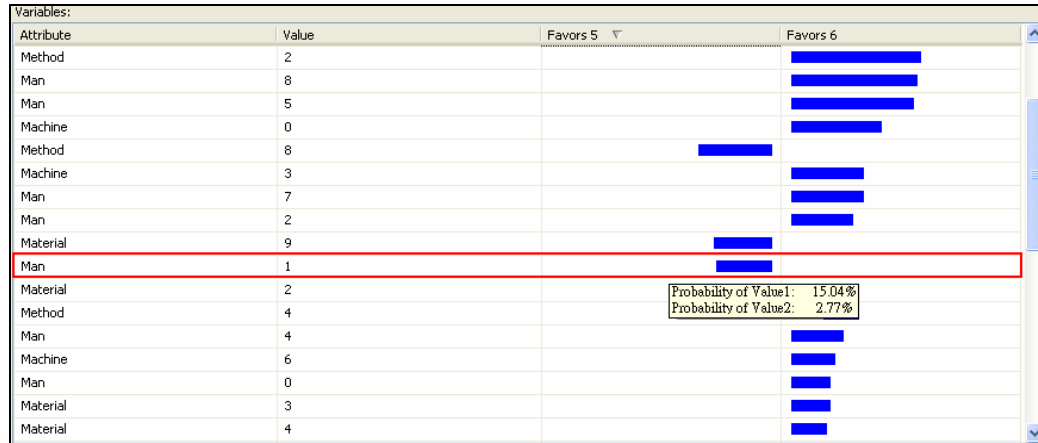 Variables:
Attribute Value Favors 5 Favors 6
Method 2
Man 8
Man 5
Machine 0
Method 8
Machine 3
Man 7
Man 2
Material 9
Man 1
Material 2
Probability of Value1: 15.04%
Method 4
Probability of Value2: 2.77%
Man 4
Machine 6
Man 0
Material 3
Material 4